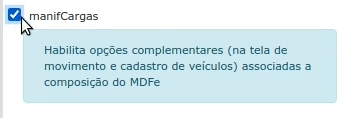 manifCargas
Habilita opções complementares (na tela de
movimento e cadastro de veículos) associadas a
composição do MDFe